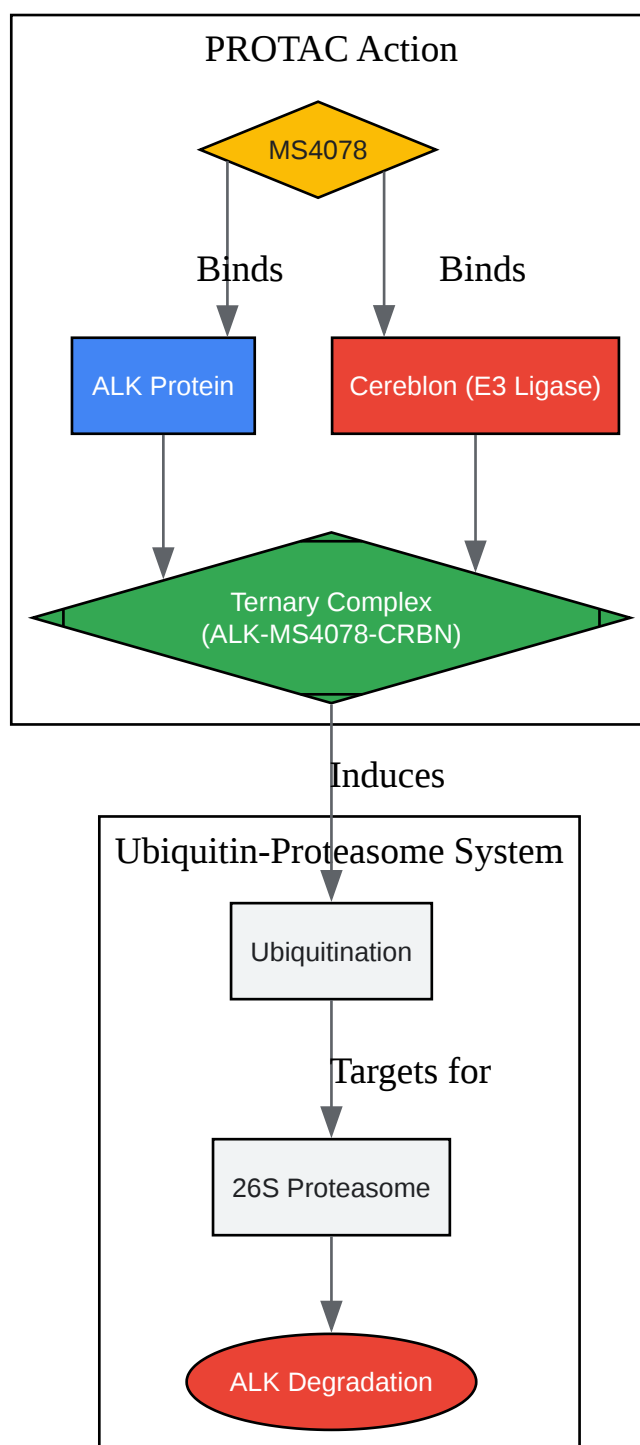 PROTAC Action
MS4078
Binds
Binds
ALK Protein
Cereblon (E3 Ligase)
Ternary Complex
(ALK-MS4078-CRBN)
Induces
Ubiquitin-Proteasome System
Ubiquitination
Targets for
26S Proteasome
ALK Degradation